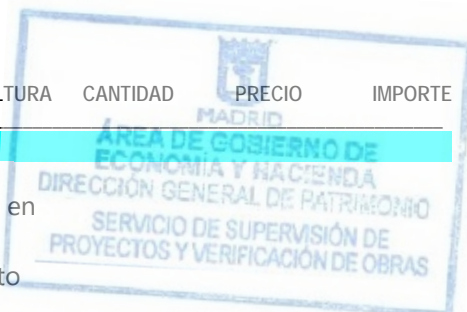 LTURA CANTIDAD PRECIO IMPORTE
MADRID
ÁREA DE GOBIERNO DE
ECONOMÍA Y HACIENDA
DIRECCIÓN GENERAL DE PATRIMONIO
en
SERVICIO DE SUPERVISIÓN DE
PROYECTOS Y VERIFICACIÓN DE OBRAS
to